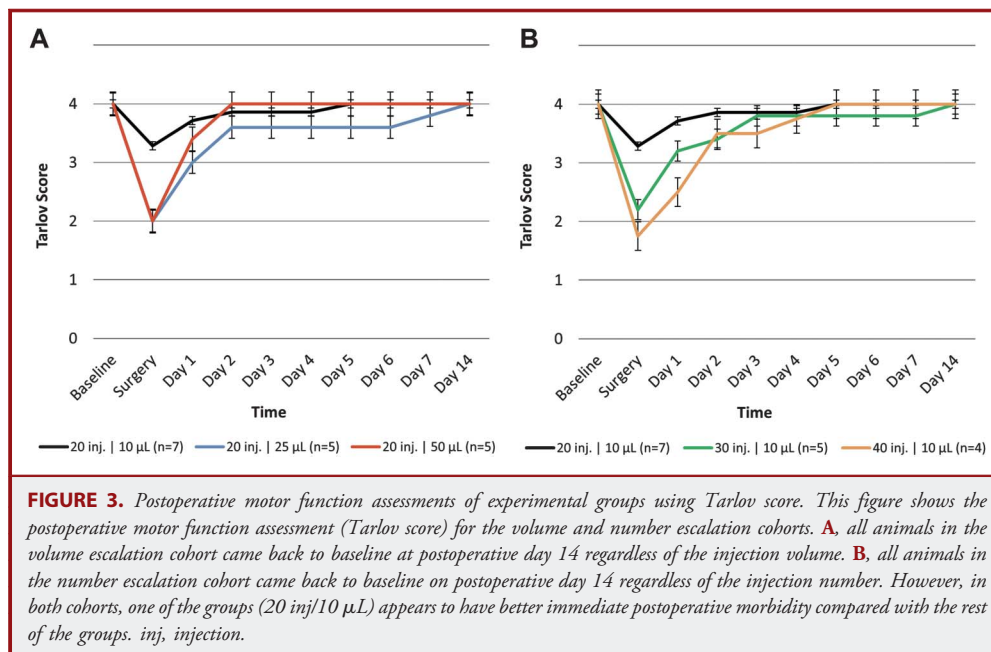 A
B
4
3
2
1
0
Tarlov Score
Baseline
Surgery
Day 1
Day 2
Day 3
Day 4
Day 5
Day 6
Day 7
Day 14
Time
20 inj. | 10 µL (n=7) 20 inj. | 25 µL (n=5) 20 inj. | 50 µL (n=5)
4
3
2
1
0
Tarlov Score
Baseline
Surgery
Day 1
Day 2
Day 3
Day 4
Day 5
Day 6
Day 7
Day 14
Time
20 inj. | 10 µL (n=7) 30 inj. | 10 µL (n=5) 40 inj. | 10 µL (n=4)
FIGURE 3. Postoperative motor function assessments of experimental groups using Tarlov score. This figure shows the
postoperative motor function assessment (Tarlov score) for the volume and number escalation cohorts. A, all animals in the
volume escalation cohort came back to baseline at postoperative day 14 regardless of the injection volume. B, all animals in
the number escalation cohort came back to baseline on postoperative day 14 regardless of the injection number. However, in
both cohorts, one of the groups (20 inj/10 µL) appears to have better immediate postoperative morbidity compared with the rest
of the groups. inj, injection.